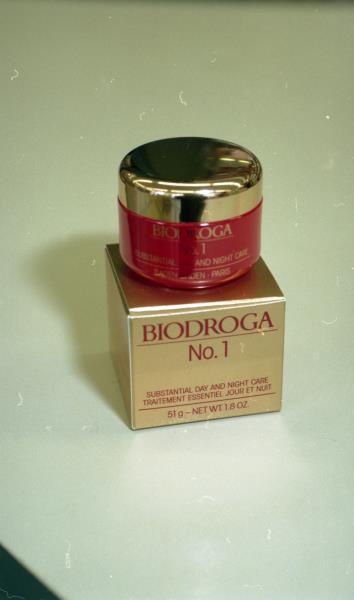 BIODROGA
No. 1
SUBSTANTIAL DAY AND NIGHT CARE
BADEN-BADEN - PARIS
BIODROGA
No. 1
SUBSTANTIAL DAY AND NIGHT CARE
TRAITEMENT ESSENTIEL JOUR ET NUIT
51 g - NET WT. 1.8 OZ.